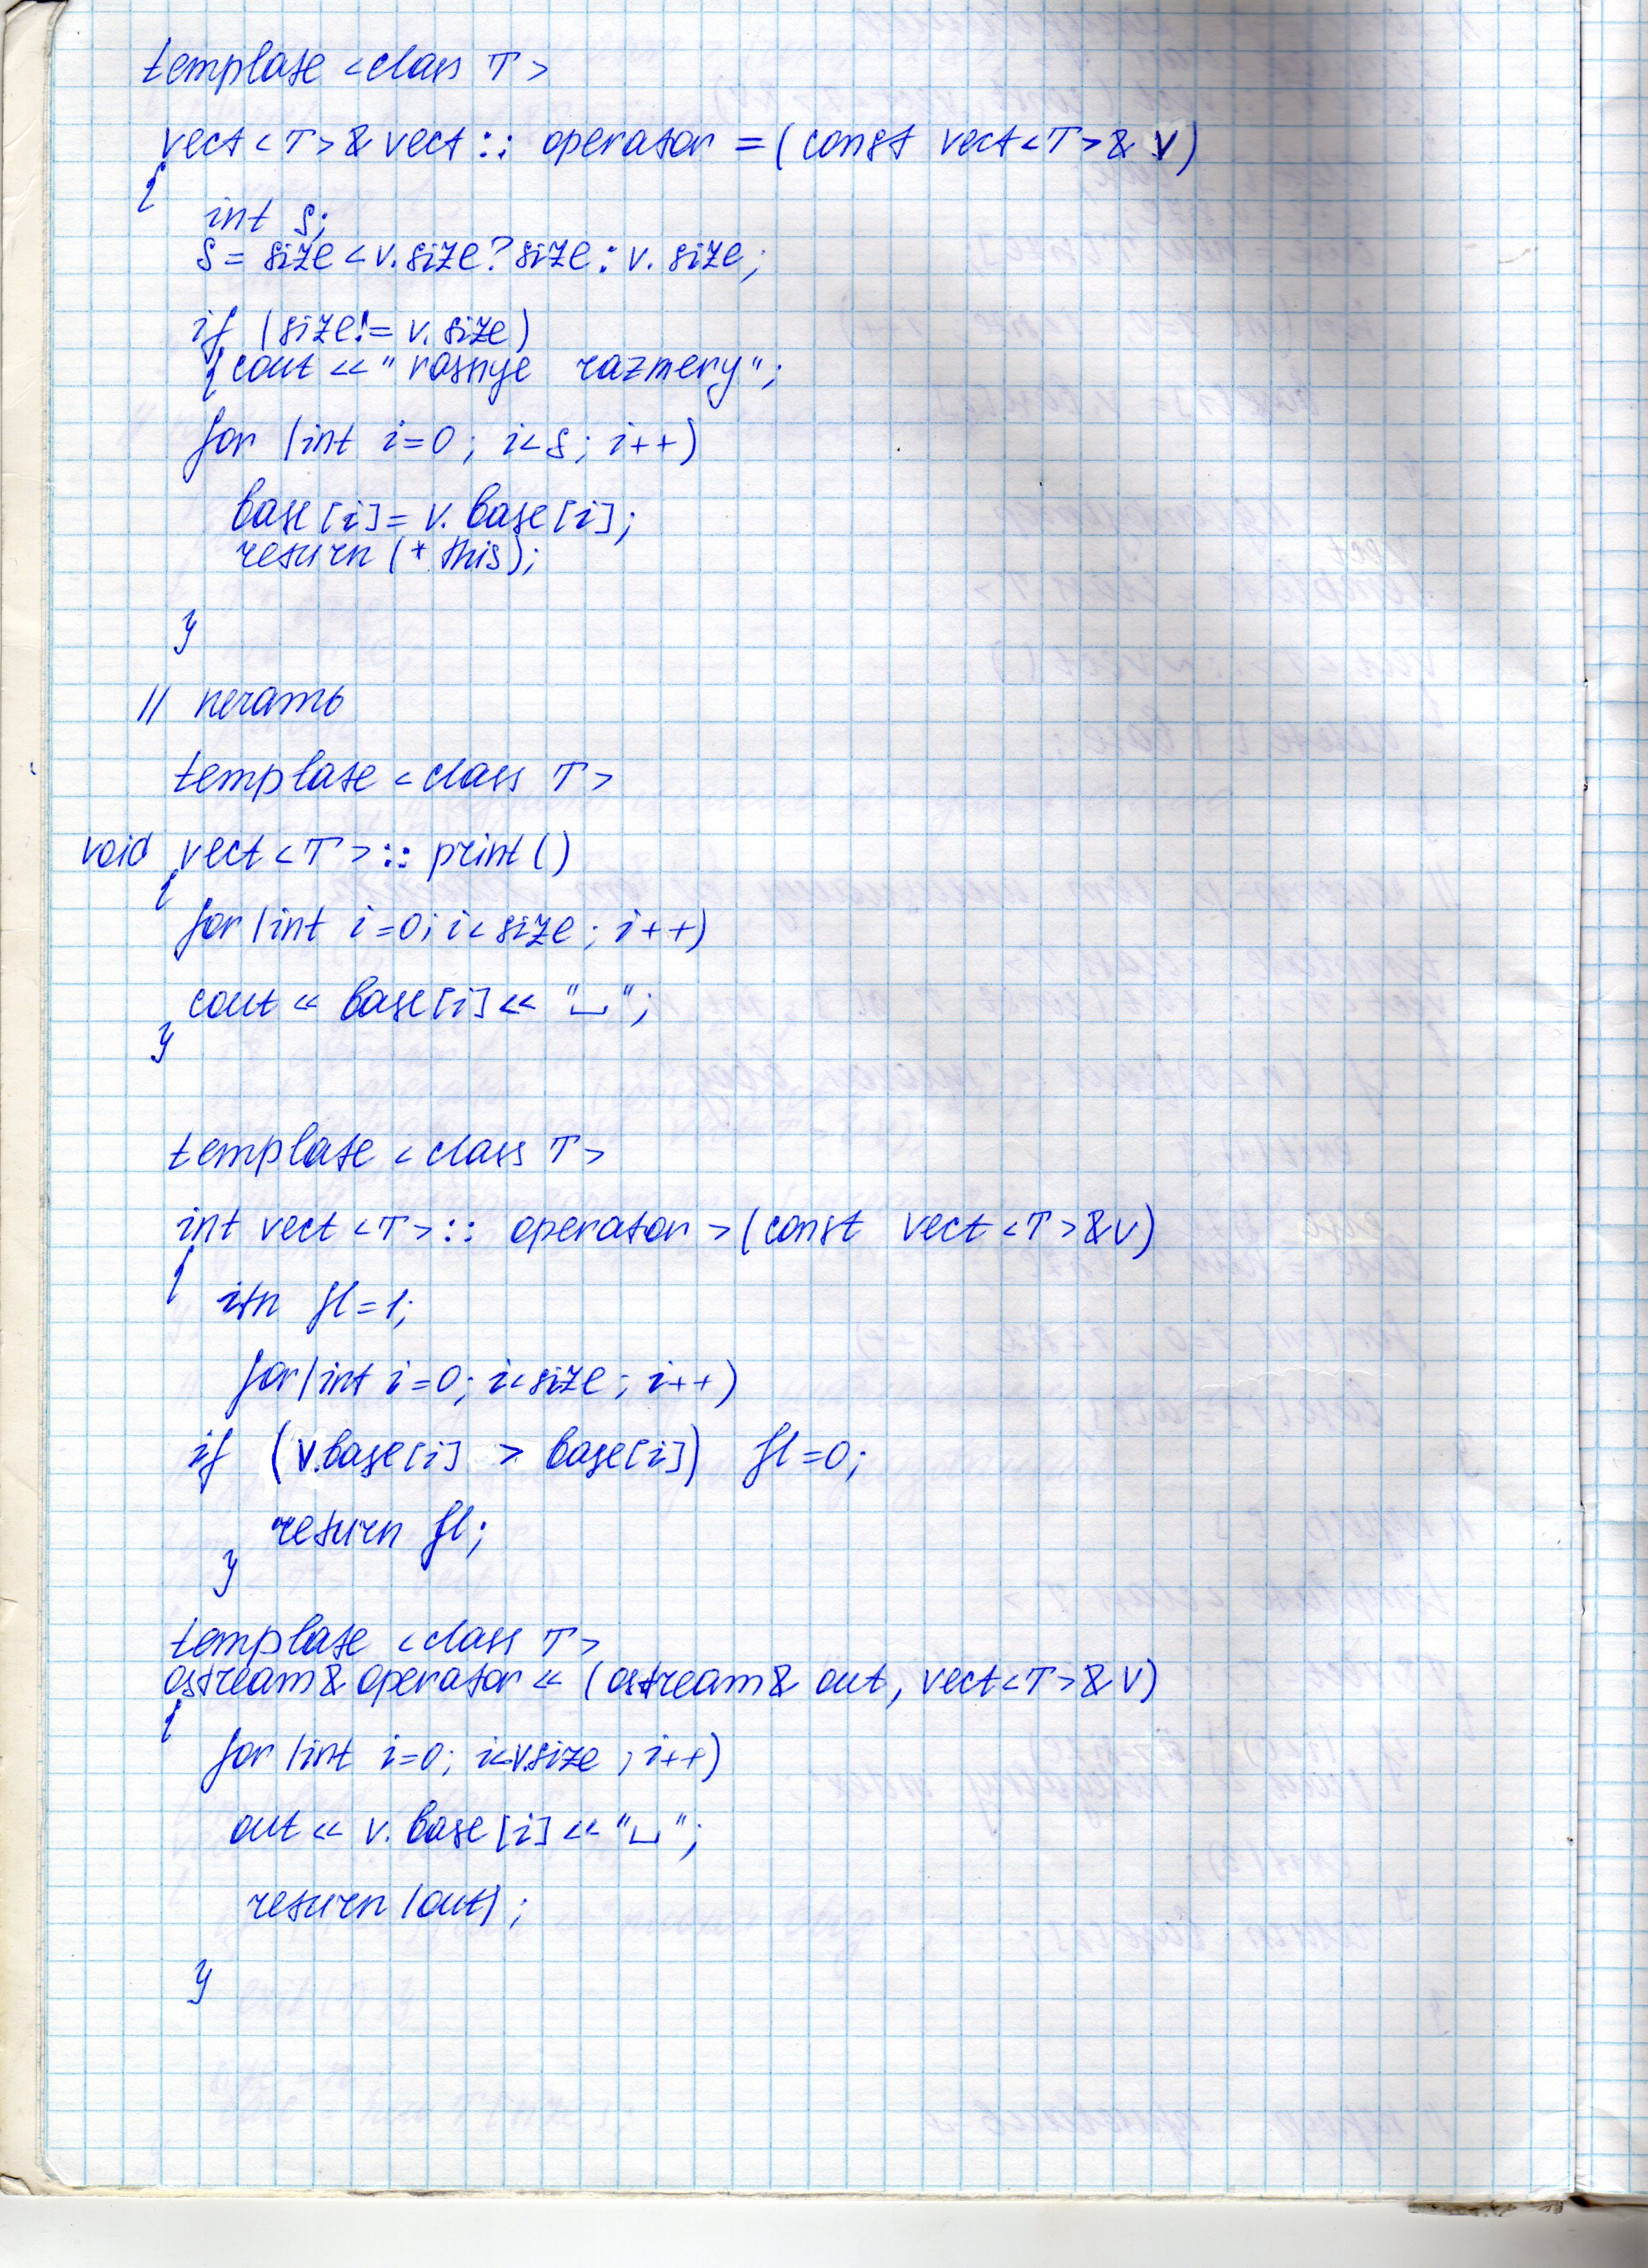 template <class T>
vect<T>& vect :: operator = (const vect<T>& v)
{
int s;
s = size < v.size ? size : v.size;
if (size != v.size)
{cout << "rasnye razmery";
for (int i=0; i<s; i++)
base[i] = v.base[i];
return (*this);
}
// печать
template <class T>
void vect<T>::print()
{
for (int i=0; i<size; i++)
cout << base[i] << "␣";
}
template <class T>
int vect<T>:: operator > (const vect<T>&v)
{
itn fl=1;
for (int i=0; i<size; i++)
if (v.base[i] > base[i]) fl=0;
return fl;
}
template <class T>
ostream& operator << (ostream& out, vect<T>&v)
{
for (int i=0; i<v.size; i++)
out << v.base[i] << "␣";
return (out);
}